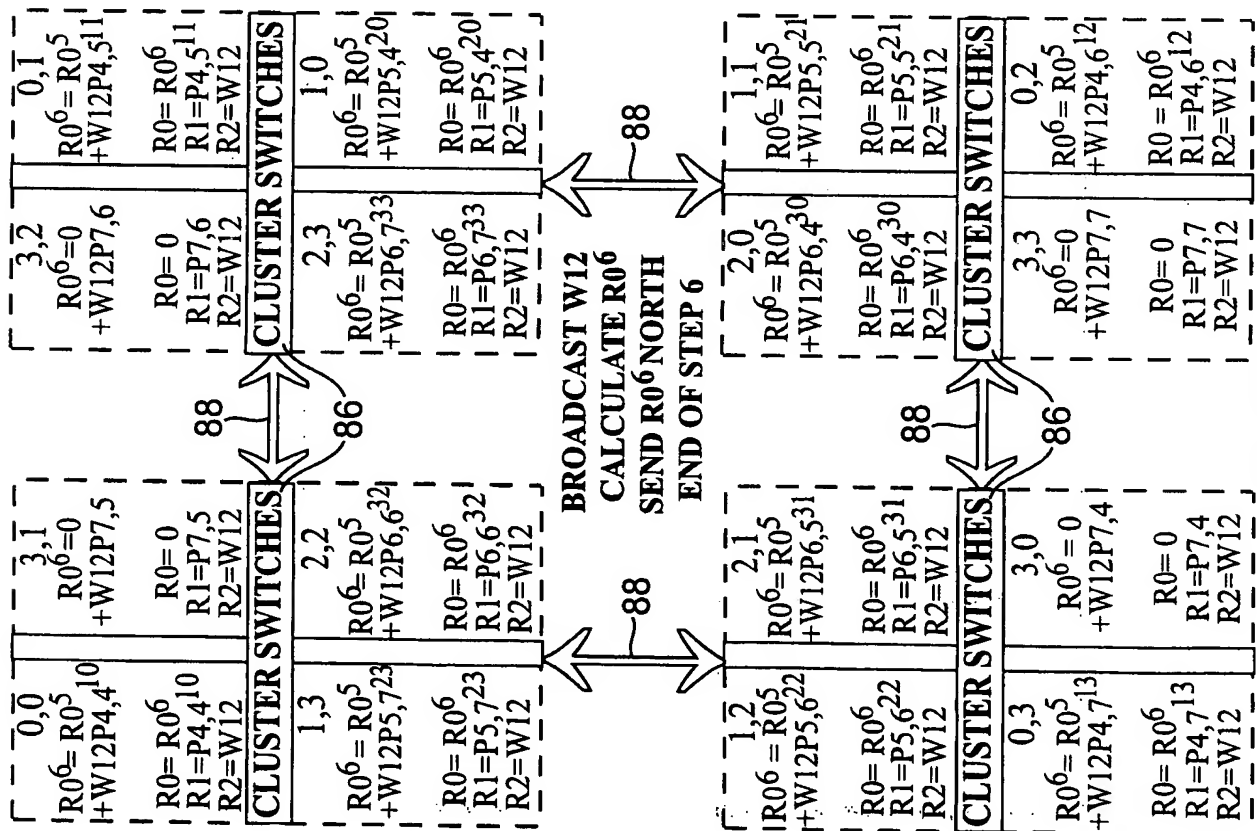 0,0
R0⁶= R0⁵
+W12P4,4¹⁰
R0= R0⁶
R1=P4,4¹⁰
R2=W12
3,1
R0⁶=0
+W12P7,5
R0= 0
R1=P7,5
R2=W12
CLUSTER SWITCHES
1,3
R0⁶= R0⁵
+W12P5,7²³
R0= R0⁶
R1=P5,7²³
R2=W12
2,2
R0⁶= R0⁵
+W12P6,6³²
R0= R0⁶
R1=P6,6³²
R2=W12
88
86
3,2
R0⁶=0
+W12P7,6
R0= 0
R1=P7,6
R2=W12
0,1
R0⁶= R0⁵
+W12P4,5¹¹
R0= R0⁶
R1=P4,5¹¹
R2=W12
CLUSTER SWITCHES
2,3
R0⁶= R0⁵
+W12P6,7³³
R0= R0⁶
R1=P6,7³³
R2=W12
1,0
R0⁶= R0⁵
+W12P5,4²⁰
R0= R0⁶
R1=P5,4²⁰
R2=W12
88
BROADCAST W12
CALCULATE R0⁶
SEND R0⁶ NORTH
END OF STEP 6
88
1,2
R0⁶ = R0⁵
+W12P5,6²²
R0= R0⁶
R1=P5,6²²
R2=W12
2,1
R0⁶= R0⁵
+W12P6,5³¹
R0= R0⁶
R1=P6,5³¹
R2=W12
CLUSTER SWITCHES
0,3
R0⁶= R0⁵
+W12P4,7¹³
R0= R0⁶
R1=P4,7¹³
R2=W12
3,0
R0⁶ = 0
+W12P7,4
R0= 0
R1=P7,4
R2=W12
88
86
2,0
R0⁶= R0⁵
+W12P6,4³⁰
R0= R0⁶
R1=P6,4³⁰
R2=W12
1,1
R0⁶= R0⁵
+W12P5,5²¹
R0= R0⁶
R1=P5,5²¹
R2=W12
CLUSTER SWITCHES
3,3
R0⁶=0
+W12P7,7
R0= 0
R1=P7,7
R2=W12
0,2
R0⁶= R0⁵
+W12P4,6¹²
R0= R0⁶
R1=P4,6¹²
R2=W12